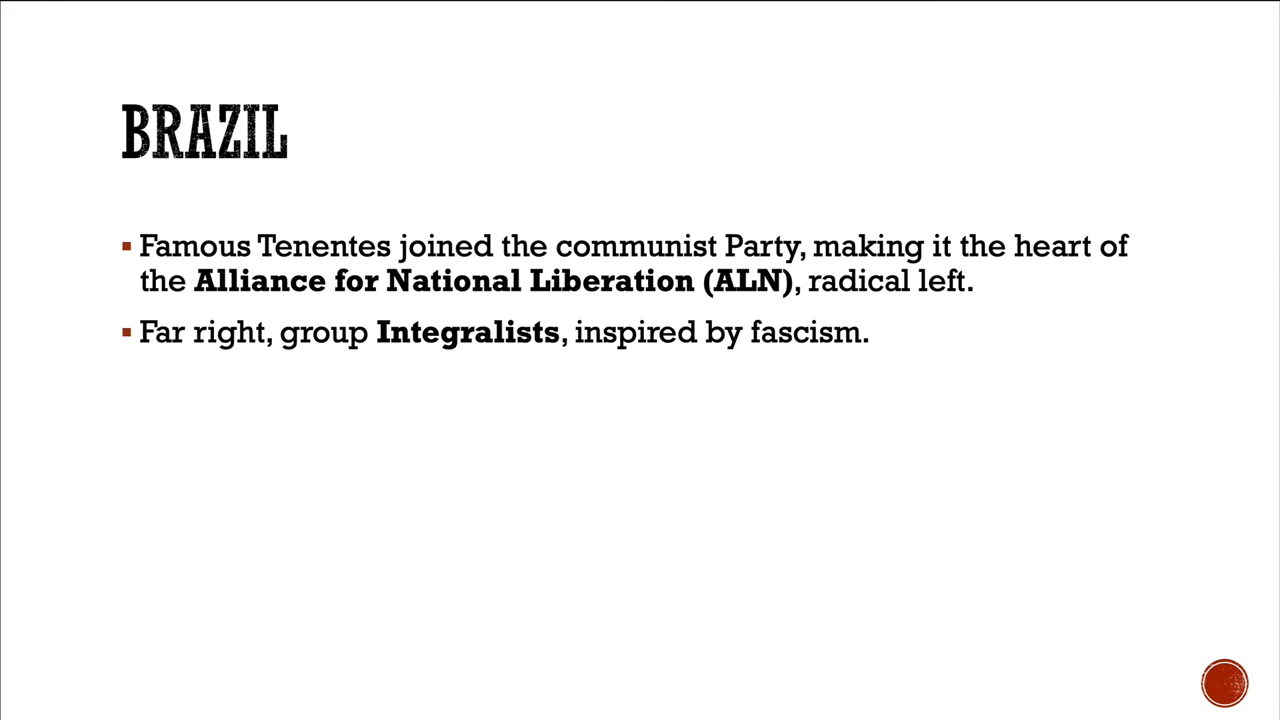 BRAZIL
▪ Famous Tenentes joined the communist Party, making it the heart of
the Alliance for National Liberation (ALN), radical left.
▪ Far right, group Integralists, inspired by fascism.